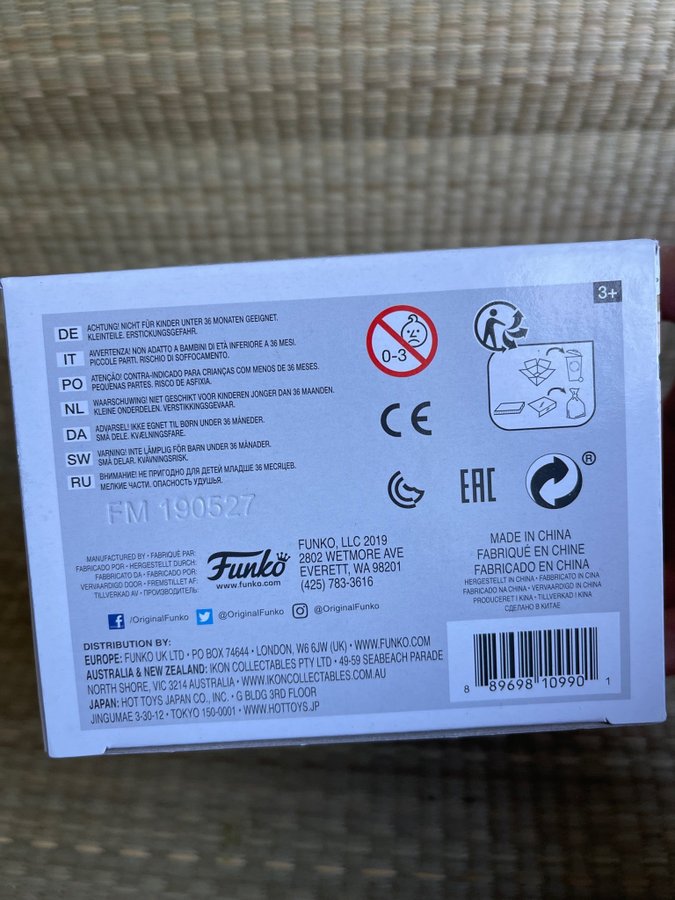 3+
DE ACHTUNG! NICHT FÜR KINDER UNTER 36 MONATEN GEEIGNET.
KLEINTEILE. ERSTICKUNGSGEFAHR.
IT AVVERTENZA! NON ADATTO A BAMBINI DI ETÀ INFERIORE A 36 MESI.
PICCOLE PARTI. RISCHIO DI SOFFOCAMENTO.
PO ATENÇÃO! CONTRA-INDICADO PARA CRIANÇAS COM MENOS DE 36 MESES.
PEQUENAS PARTES. RISCO DE ASFIXIA.
NL WAARSCHUWING! NIET GESCHIKT VOOR KINDEREN JONGER DAN 36 MAANDEN.
KLEINE ONDERDELEN. VERSTIKKINGSGEVAAR.
DA ADVARSEL! IKKE EGNET TIL BØRN UNDER 36 MÅNEDER.
SMÅ DELE. KVÆLNINGSFARE.
SW VARNING! INTE LÄMPLIG FÖR BARN UNDER 36 MÅNADER.
SMÅ DELAR. KVÄVNINGSRISK.
RU ВНИМАНИЕ! НЕ ПРИГОДНО ДЛЯ ДЕТЕЙ МЛАДШЕ 36 МЕСЯЦЕВ.
МЕЛКИЕ ЧАСТИ. ОПАСНОСТЬ УДУШЬЯ.
FM 190527
0-3
CE
EAC
®
MANUFACTURED BY • FABRIQUÉ PAR:
FABRICADO POR • HERGESTELLT DURCH:
FABBRICATO DA • FABRICADO POR:
VERVAARDIGD DOOR • FREMSTILLET AF:
TILLVERKAD AV • ПРОИЗВОДИТЕЛЬ:
Funko
www.funko.com
FUNKO, LLC 2019
2802 WETMORE AVE
EVERETT, WA 98201
(425) 783-3616
MADE IN CHINA
FABRIQUÉ EN CHINE
FABRICADO EN CHINA
HERGESTELLT IN CHINA • FABBRICATO IN CINA
FABRICADO NA CHINA • VERVAARDIGD IN CHINA
PRODUCERET I KINA • TILLVERKAD I KINA
СДЕЛАНО В КИТАЕ
/OriginalFunko @OriginalFunko @OriginalFunko
DISTRIBUTION BY:
EUROPE: FUNKO UK LTD • PO BOX 74644 • LONDON, W6 6JW (UK) • WWW.FUNKO.COM
AUSTRALIA & NEW ZEALAND: IKON COLLECTABLES PTY LTD • 49-59 SEABEACH PARADE
NORTH SHORE, VIC 3214 AUSTRALIA • WWW.IKONCOLLECTABLES.COM.AU
JAPAN: HOT TOYS JAPAN CO., INC. • G BLDG 3RD FLOOR
JINGUMAE 3-30-12 • TOKYO 150-0001 • WWW.HOTTOYS.JP
8 89698 10990 1